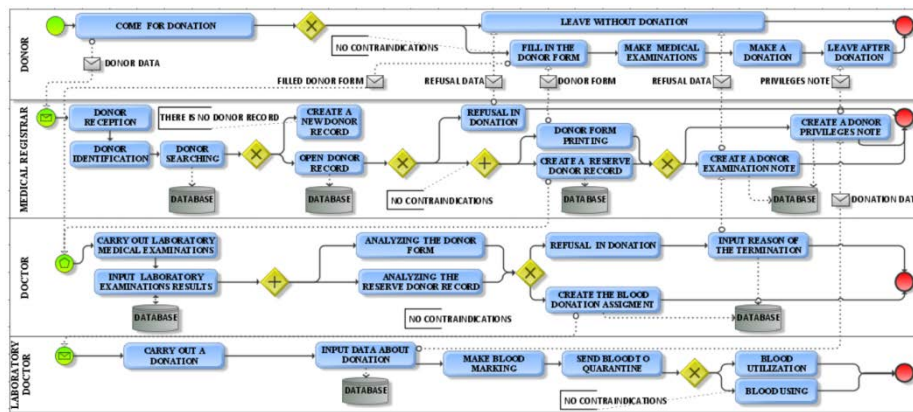 DONOR
COME FOR DONATION
LEAVE WITHOUT DONATION
NO CONTRAINDICATIONS
FILL IN THE
DONOR FORM
MAKE MEDICAL
EXAMINATIONS
MAKE A
DONATION
LEAVE AFTER
DONATION
DONOR DATA
FILLED DONOR FORM
REFUSAL DATA
DONOR FORM
REFUSAL DATA
PRIVILEGES NOTE
MEDICAL REGISTRAR
DONOR
RECEPTION
THERE IS NO DONOR RECORD
CREATE A
NEW DONOR
RECORD
REFUSAL IN
DONATION
DONOR FORM
PRINTING
CREATE A DONOR
PRIVILEGES NOTE
DONOR
IDENTIFICATION
DONOR
SEARCHING
OPEN DONOR
RECORD
CREATE A RESERVE
DONOR RECORD
CREATE A DONOR
EXAMINATION NOTE
NO CONTRAINDICATIONS
DATABASE
DATABASE
DATABASE
DATABASE
DONATION DATA
DOCTOR
CARRY OUT LABORATORY
MEDICAL EXAMINATIONS
ANALYZING THE DONOR
FORM
REFUSAL IN DONATION
INPUT REASON OF
THE TERMINATION
INPUT LABORATORY
EXAMINATIONS RESULTS
ANALYZING THE
RESERVE DONOR RECORD
CREATE THE BLOOD
DONATION ASSIGMENT
NO CONTRAINDICATIONS
DATABASE
DATABASE
LABORATORY
DOCTOR
CARRY OUT A
DONATION
INPUT DATA ABOUT
DONATION
MAKE BLOOD
MARKING
SEND BLOOD TO
QUARANTINE
BLOOD
UTILIZATION
BLOOD USING
DATABASE
NO CONTRAINDICATIONS